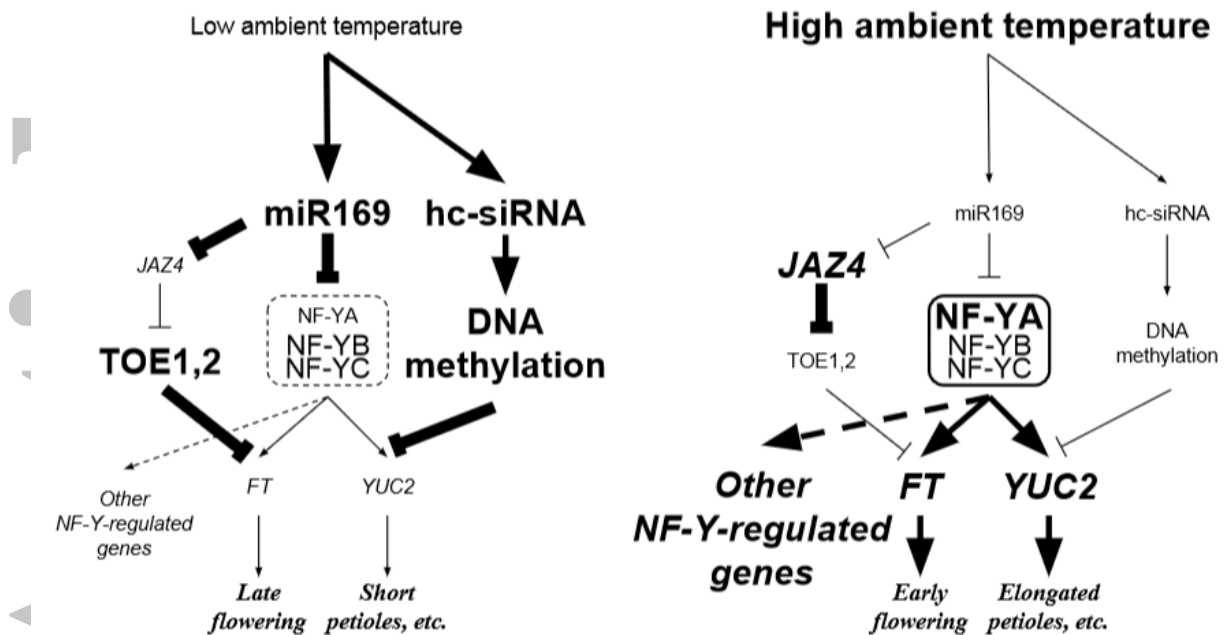 Low ambient temperature
miR169
hc-siRNA
JAZ4
TOE1,2
NF-YA
NF-YB
NF-YC
DNA
methylation
Other
NF-Y-regulated
genes
FT
YUC2
Late
flowering
Short
petioles, etc.
High ambient temperature
miR169
hc-siRNA
JAZ4
TOE1,2
NF-YA
NF-YB
NF-YC
DNA
methylation
Other
NF-Y-regulated
genes
FT
YUC2
Early
flowering
Elongated
petioles, etc.